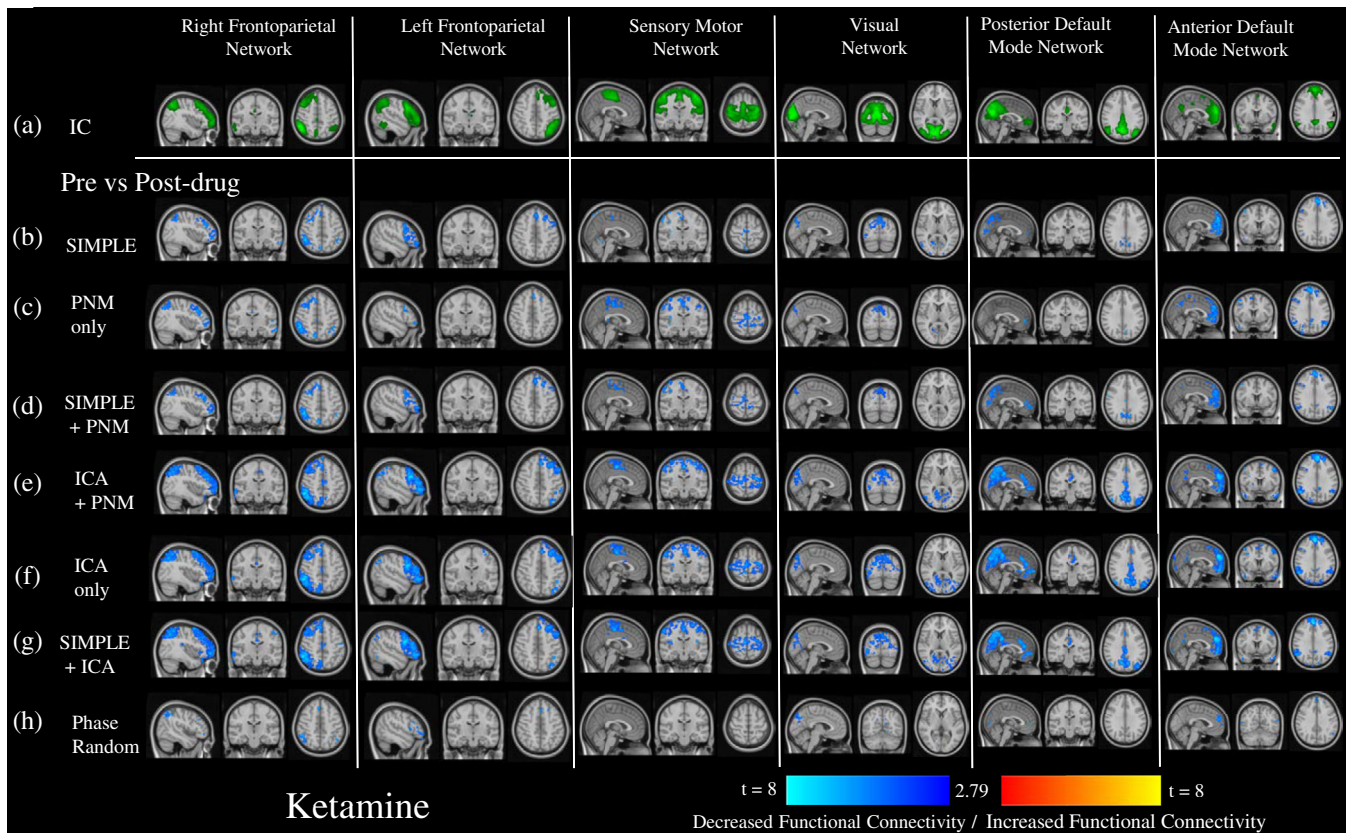 Right Frontoparietal
Network
Left Frontoparietal
Network
Sensory Motor
Network
Visual
Network
Posterior Default
Mode Network
Anterior Default
Mode Network
(a) IC
Pre vs Post-drug
(b) SIMPLE
(c) PNM
only
(d) SIMPLE
+ PNM
(e) ICA
+ PNM
(f) ICA
only
(g) SIMPLE
+ ICA
(h) Phase
Random
Ketamine
t = 8 2.79 t = 8
Decreased Functional Connectivity / Increased Functional Connectivity